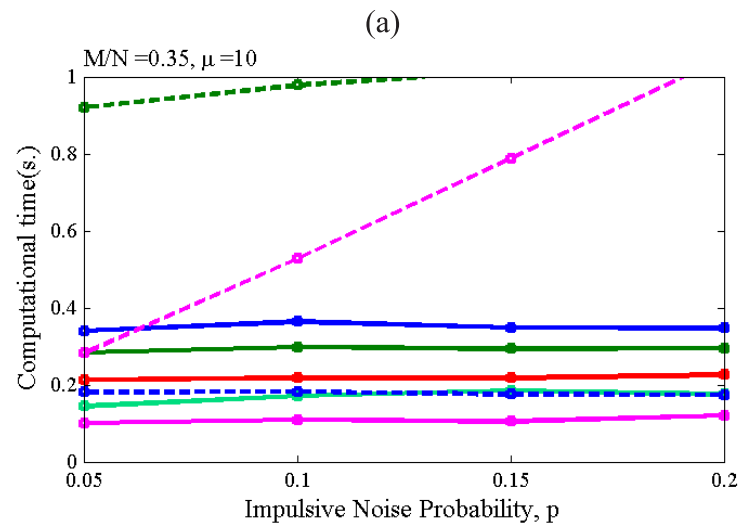 (a)
M/N =0.35, μ =10
1
0.8
0.6
0.4
0.2
0
Computational time(s.)
0.05
0.1
0.15
0.2
Impulsive Noise Probability, p